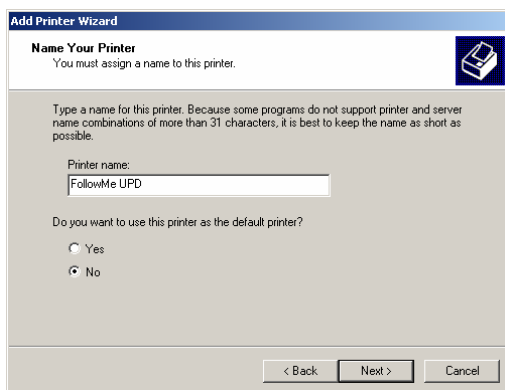 Add Printer Wizard
Name Your Printer
You must assign a name to this printer.
Type a name for this printer. Because some programs do not support printer and server
name combinations of more than 31 characters, it is best to keep the name as short as
possible.
Printer name:
FollowMe UPD
Do you want to use this printer as the default printer?
Yes
No
< Back
Next >
Cancel